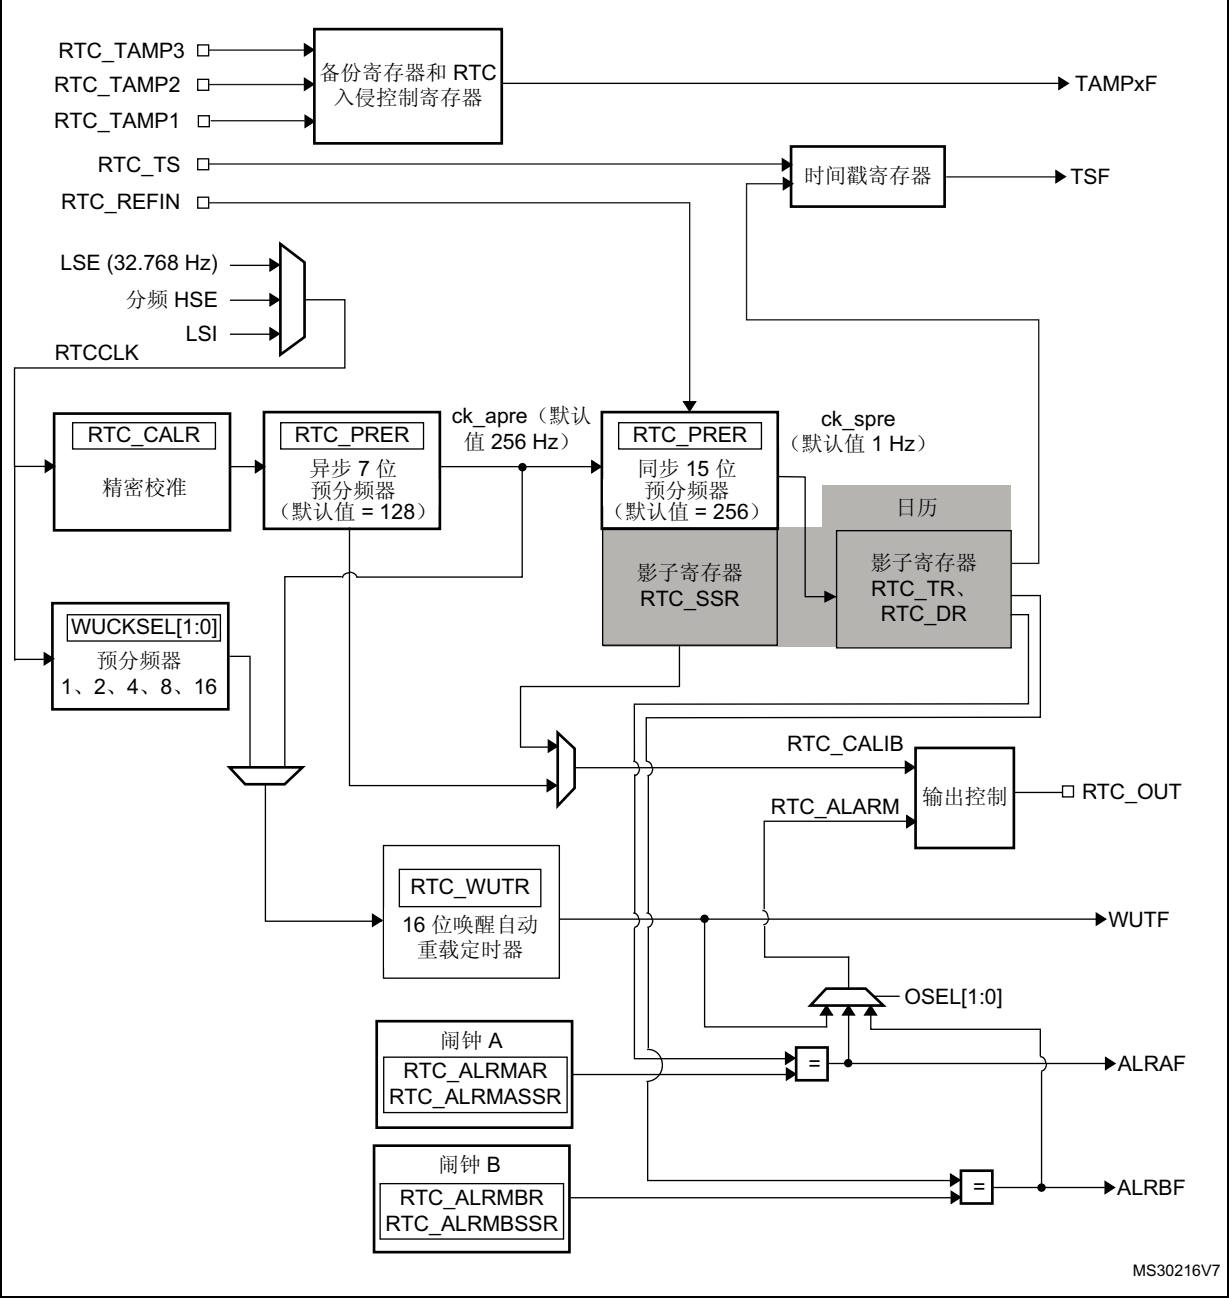 RTC_TAMP3
RTC_TAMP2
RTC_TAMP1
备份寄存器和 RTC
入侵控制寄存器
TAMPxF
RTC_TS
RTC_REFIN
时间戳寄存器
TSF
LSE (32.768 Hz)
分频 HSE
LSI
RTCCLK
RTC_CALR
精密校准
RTC_PRER
异步 7 位
预分频器
（默认值 = 128）
ck_apre（默认
值 256 Hz）
RTC_PRER
同步 15 位
预分频器
（默认值 = 256）
ck_spre
（默认值 1 Hz）
日历
影子寄存器
RTC_SSR
影子寄存器
RTC_TR、
RTC_DR
WUCKSEL[1:0]
预分频器
1、2、4、8、16
RTC_CALIB
RTC_ALARM
输出控制
RTC_OUT
RTC_WUTR
16 位唤醒自动
重载定时器
WUTF
OSEL[1:0]
闹钟 A
RTC_ALRMAR
RTC_ALRMASSR
=
ALRAF
闹钟 B
RTC_ALRMBR
RTC_ALRMBSSR
=
ALRBF
MS30216V7